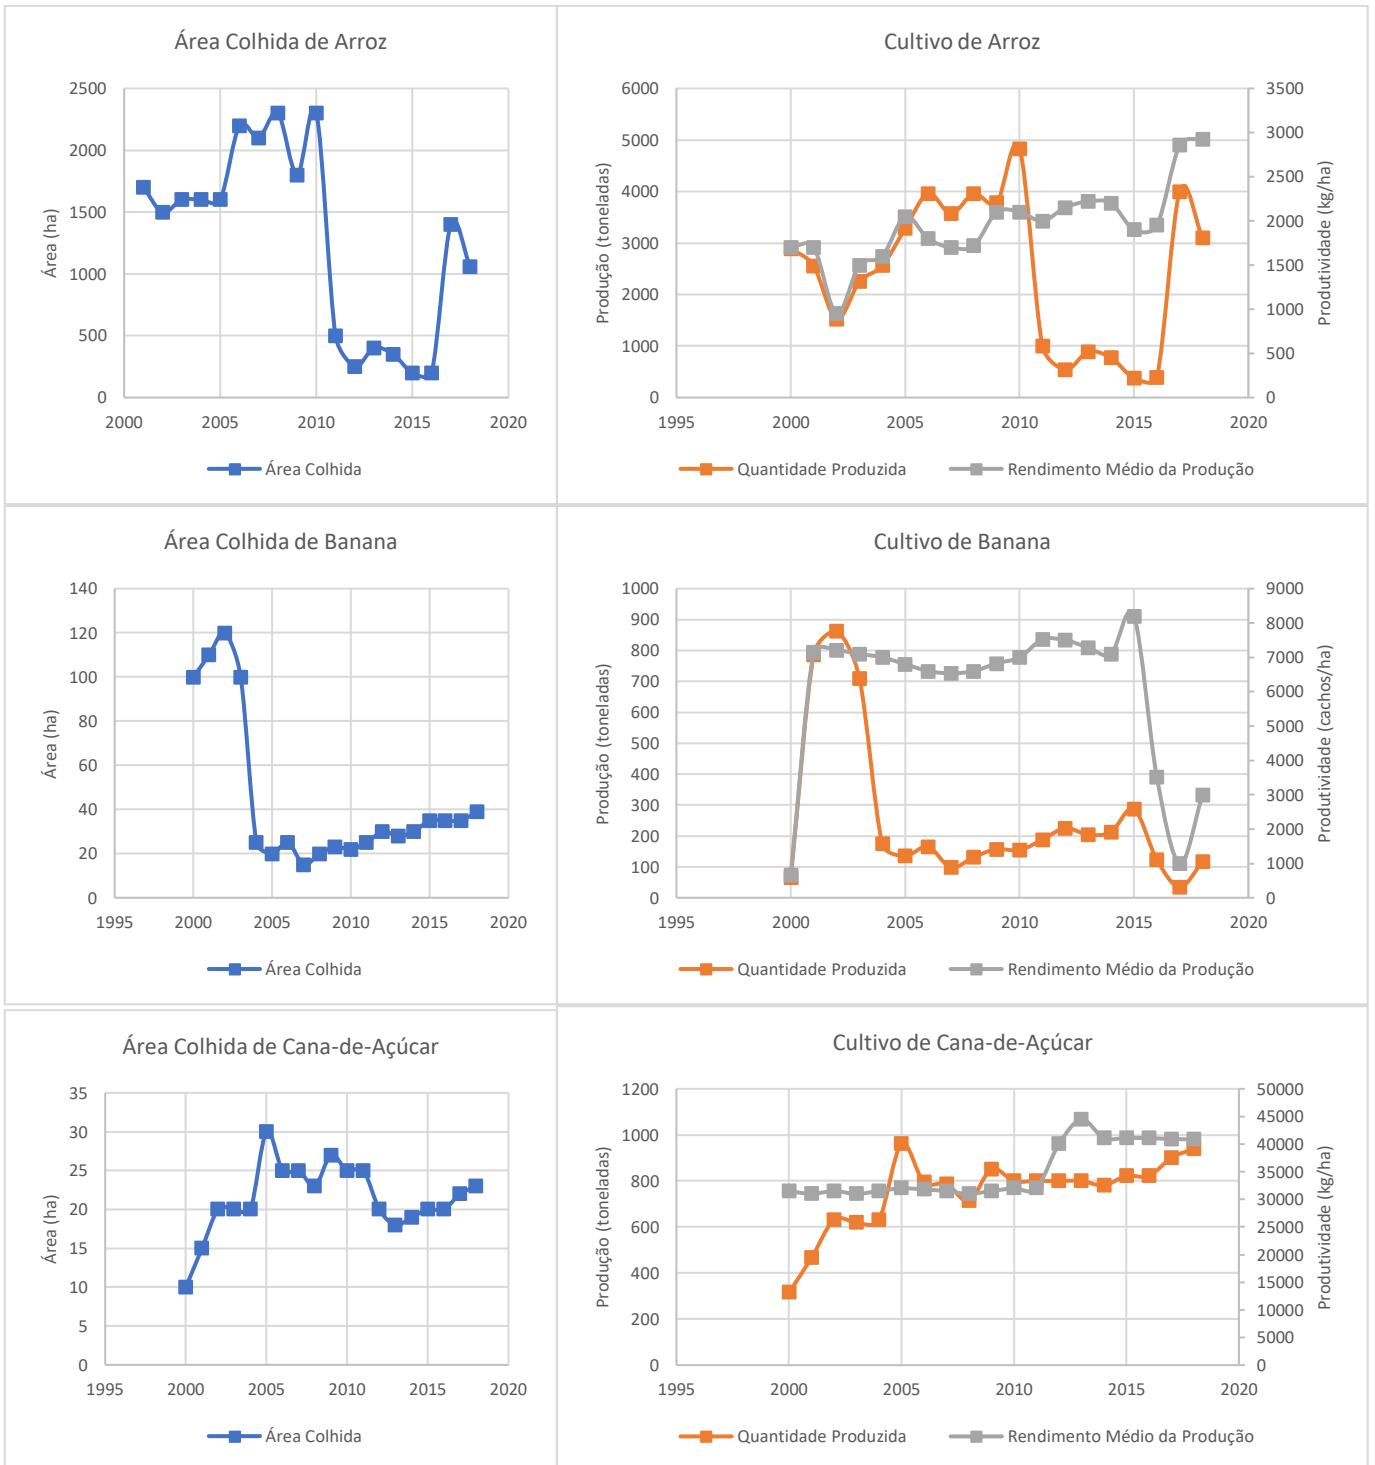 Área Colhida de Arroz
Área (ha)
2500
2000
1500
1000
500
0
2000 2005 2010 2015 2020
Área Colhida
Cultivo de Arroz
Produção (toneladas)
6000
5000
4000
3000
2000
1000
0
3500
3000
2500
2000
1500
1000
500
0
Produtividade (kg/ha)
1995 2000 2005 2010 2015 2020
Quantidade Produzida Rendimento Médio da Produção
Área Colhida de Banana
Área (ha)
140
120
100
80
60
40
20
0
1995 2000 2005 2010 2015 2020
Área Colhida
Cultivo de Banana
Produção (toneladas)
1000
900
800
700
600
500
400
300
200
100
0
9000
8000
7000
6000
5000
4000
3000
2000
1000
0
Produtividade (cachos/ha)
1995 2000 2005 2010 2015 2020
Quantidade Produzida Rendimento Médio da Produção
Área Colhida de Cana-de-Açúcar
Área (ha)
35
30
25
20
15
10
5
0
1995 2000 2005 2010 2015 2020
Área Colhida
Cultivo de Cana-de-Açúcar
Produção (toneladas)
1200
1000
800
600
400
200
0
50000
45000
40000
35000
30000
25000
20000
15000
10000
5000
0
Produtividade (kg/ha)
1995 2000 2005 2010 2015 2020
Quantidade Produzida Rendimento Médio da Produção